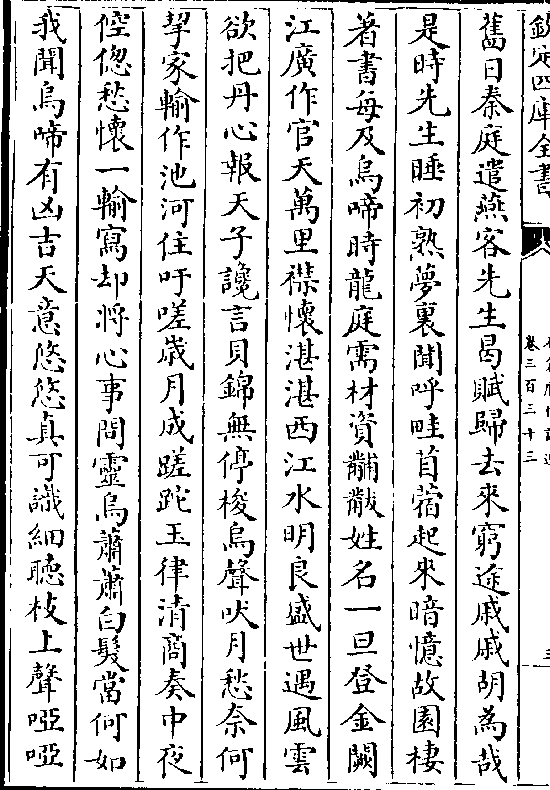 欽定四庫全書
卷三百三十三
三
舊日秦庭遣燕客先生曷賦歸去來窮途戚戚胡為哉
是時先生睡初熟夢裏聞呼畦苜蓿起來暗憶故園棲
著書每及烏啼時龍庭需材資黼黻姓名一旦登金闕
江廣作官天萬里襟懷湛湛西江水明良盛世遇風雲
欲把丹心報天子讒言貝錦無停梭烏聲吠月愁奈何
挈家輸作池河住吁嗟歲月成蹉跎玉律清商奏中夜
倥偬愁懷一輸寫却將心事問靈烏蕭蕭白髮當何如
我聞烏啼有凶吉天意悠悠真可識細聴枝上聲啞啞